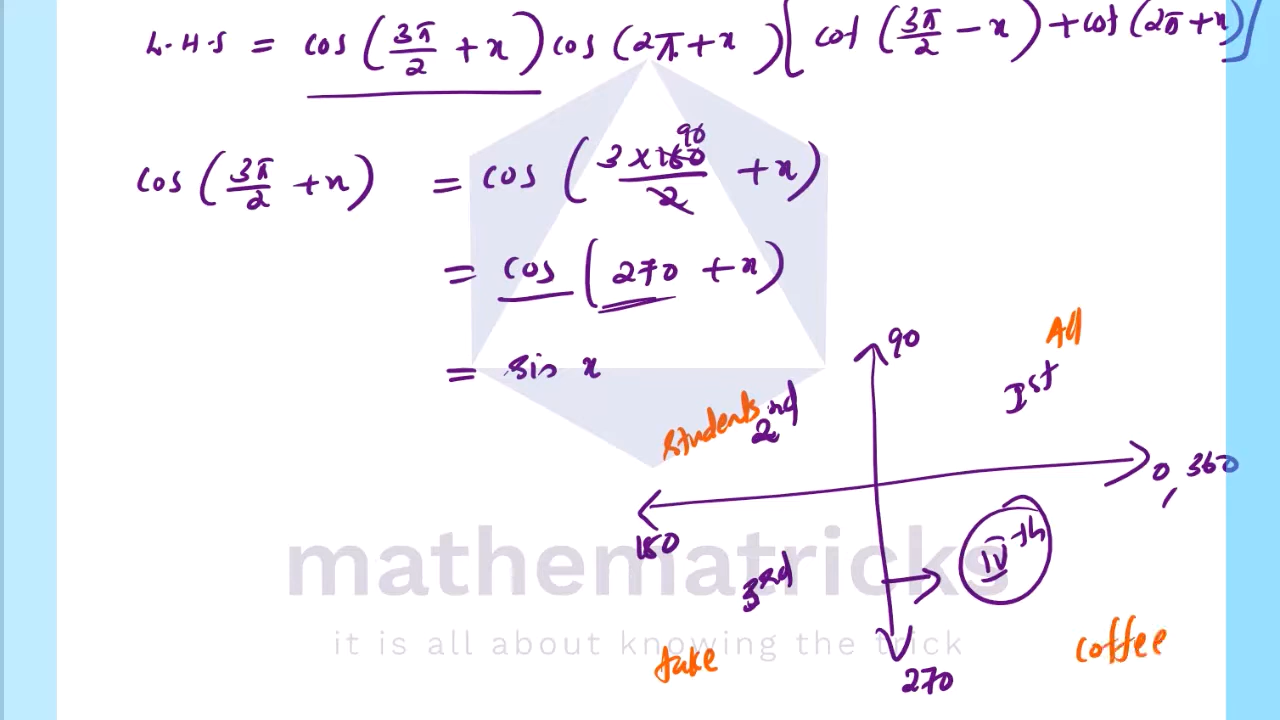 L.H.S = cos (3π/2 + x) cos (2π + x) [cot (3π/2 - x) + cot (2π + x)]
cos (3π/2 + x) = cos (3 × 180/2 + x)
90
= cos (270 + x)
= sin x
90
All
Ist
students
2nd
0, 360
180
IVth
3rd
mathematricks
it is all about knowing the trick
take
coffee
270